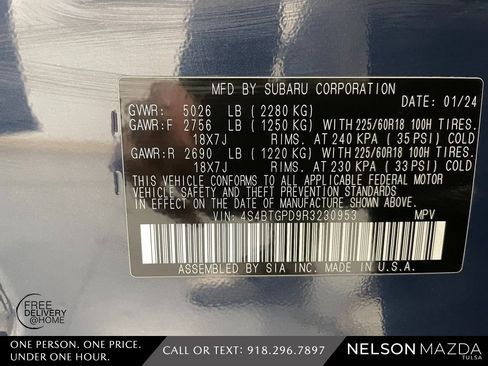 MFD BY SUBARU CORPORATION
DATE: 01/24
GVWR: 5026 LB (2280 KG)
GAWR:F 2756 LB (1250 KG) WITH 225/60R18 100H TIRES.
18X7J RIMS. AT 240 KPA (35 PSI) COLD
GAWR:R 2690 LB (1220 KG) WITH 225/60R18 100H TIRES.
18X7J RIMS. AT 230 KPA (33 PSI) COLD
THIS VEHICLE CONFORMS TO ALL APPLICABLE FEDERAL MOTOR
VEHICLE SAFETY AND THEFT PREVENTION STANDARDS
IN EFFECT ON THE DATE OF MANUFACTURE SHOWN ABOVE.
VIN: 4S4BTGPD9R3230953 MPV
ASSEMBLED BY SIA INC. MADE IN U.S.A.
FREE
DELIVERY
@HOME
ONE PERSON. ONE PRICE.
UNDER ONE HOUR.
CALL OR TEXT: 918.296.7897
NELSON MAZDA
TULSA